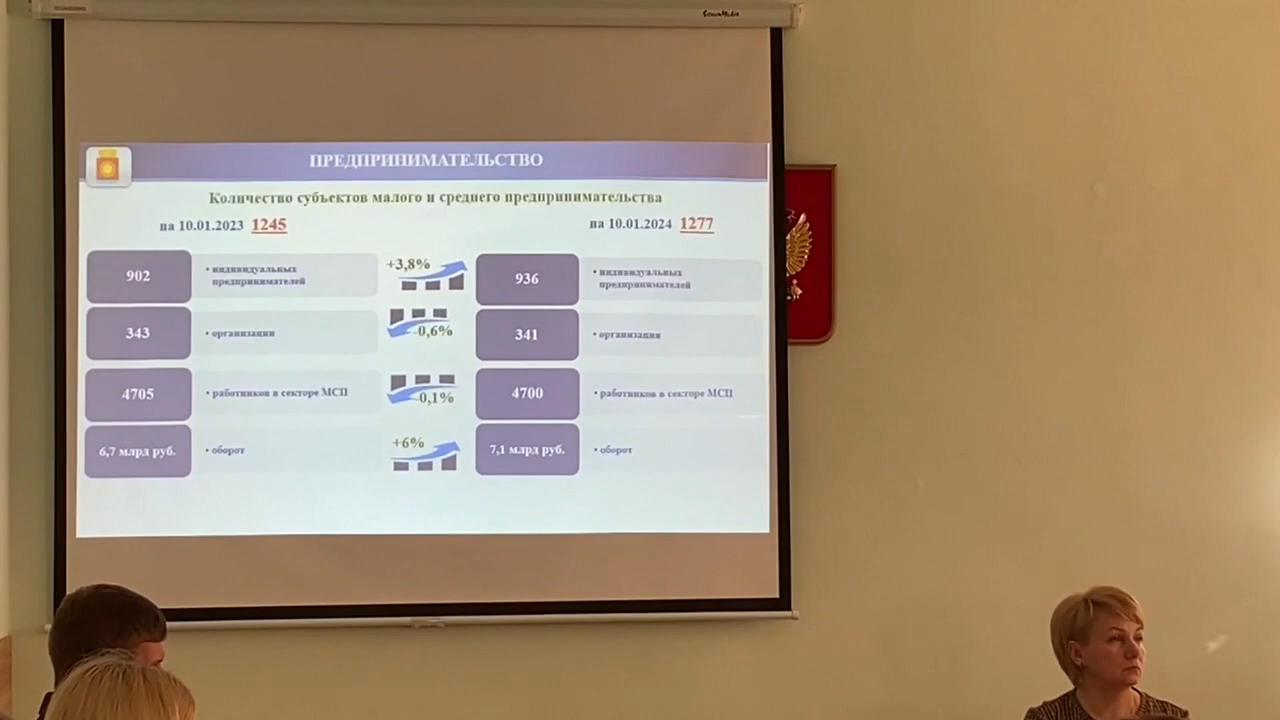 ScreenMedia
ПРЕДПРИНИМАТЕЛЬСТВО
Количество субъектов малого и среднего предпринимательства
на 10.01.2023 1245
на 10.01.2024 1277
902
• индивидуальных
предпринимателей
+3,8%
936
• индивидуальных
предпринимателей
343
• организации
-0,6%
341
• организация
4705
• работников в секторе МСП
-0,1%
4700
• работников в секторе МСП
6,7 млрд руб.
• оборот
+6%
7,1 млрд руб.
• оборот